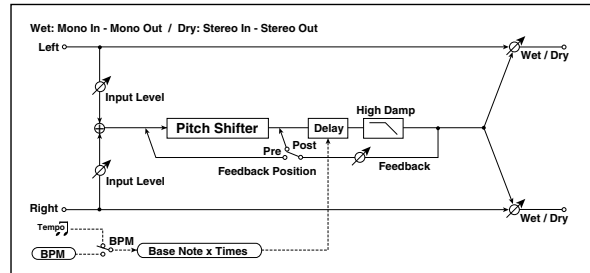 Wet: Mono In - Mono Out / Dry: Stereo In - Stereo Out
Left
Wet / Dry
Input Level
High Damp
Pitch Shifter
Delay
Post
Pre
Feedback Position
Feedback
Input Level
Right
Wet / Dry
Tempo
BPM
BPM
Base Note x Times